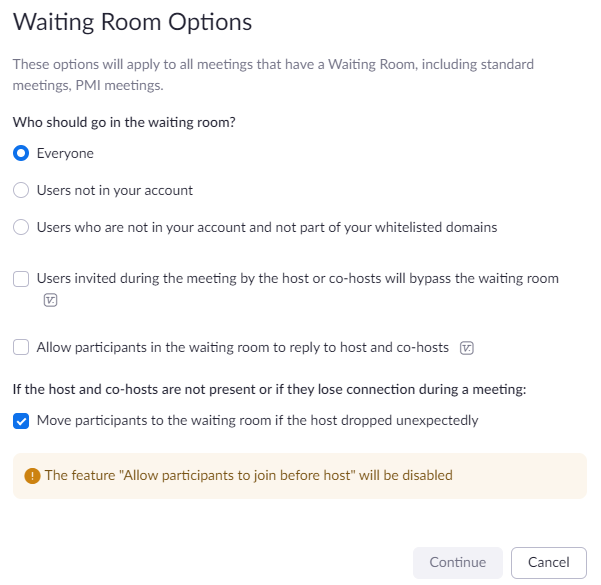 Waiting Room Options
These options will apply to all meetings that have a Waiting Room, including standard
meetings, PMI meetings.
Who should go in the waiting room?
Everyone
Users not in your account
Users who are not in your account and not part of your whitelisted domains
Users invited during the meeting by the host or co-hosts will bypass the waiting room
V.
Allow participants in the waiting room to reply to host and co-hosts V.
If the host and co-hosts are not present or if they lose connection during a meeting:
Move participants to the waiting room if the host dropped unexpectedly
! The feature "Allow participants to join before host" will be disabled
Continue Cancel